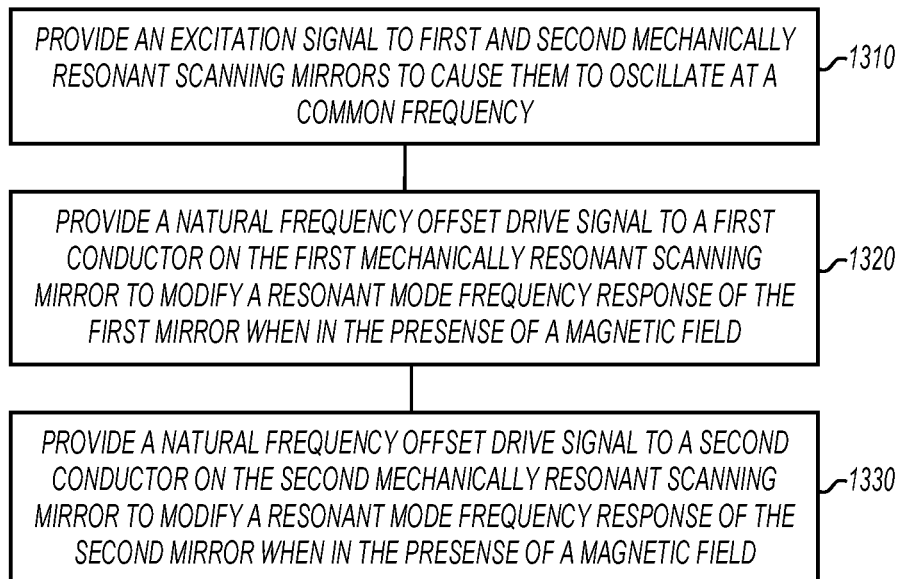 PROVIDE AN EXCITATION SIGNAL TO FIRST AND SECOND MECHANICALLY
RESONANT SCANNING MIRRORS TO CAUSE THEM TO OSCILLATE AT A
COMMON FREQUENCY
1310
PROVIDE A NATURAL FREQUENCY OFFSET DRIVE SIGNAL TO A FIRST
CONDUCTOR ON THE FIRST MECHANICALLY RESONANT SCANNING
MIRROR TO MODIFY A RESONANT MODE FREQUENCY RESPONSE OF THE
FIRST MIRROR WHEN IN THE PRESENSE OF A MAGNETIC FIELD
1320
PROVIDE A NATURAL FREQUENCY OFFSET DRIVE SIGNAL TO A SECOND
CONDUCTOR ON THE SECOND MECHANICALLY RESONANT SCANNING
MIRROR TO MODIFY A RESONANT MODE FREQUENCY RESPONSE OF THE
SECOND MIRROR WHEN IN THE PRESENSE OF A MAGNETIC FIELD
1330